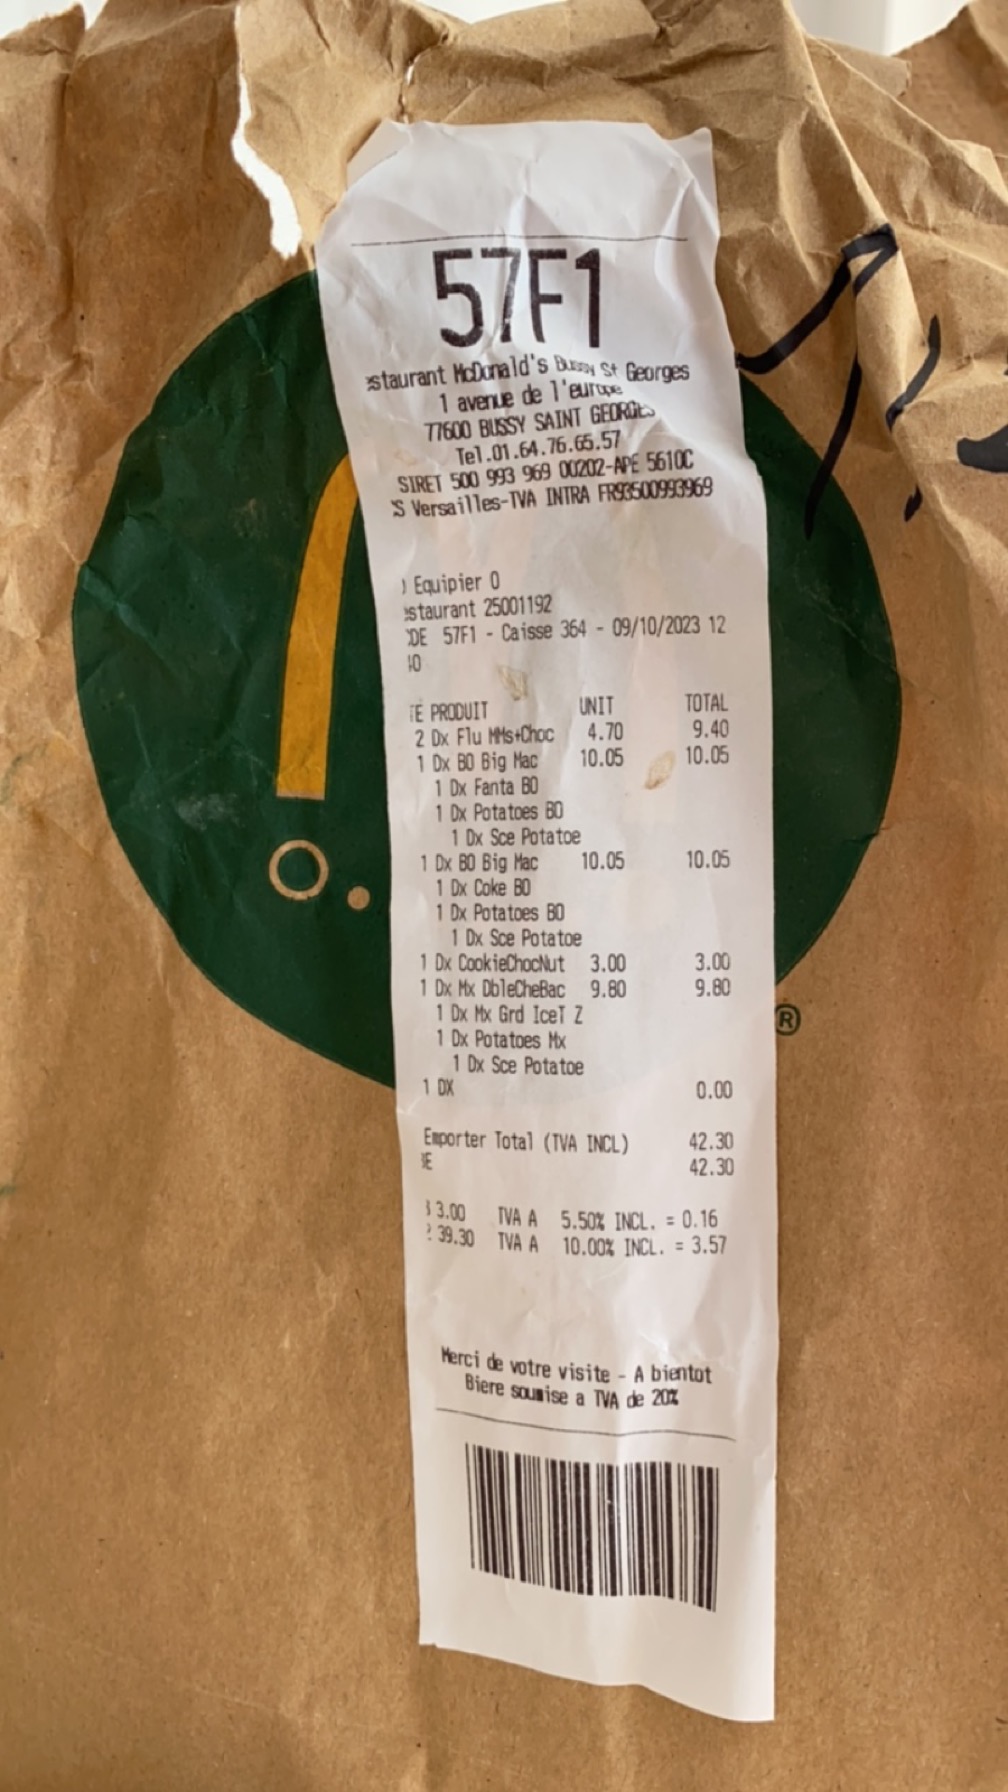 57F1
estaurant McDonald's Bussy St Georges
1 avenue de l'europe
77600 BUSSY SAINT GEORGES
Tel.01.64.76.65.57
SIRET 500 993 969 00202-APE 5610C
S Versailles-TVA INTRA FR93500993969
) Equipier 0
estaurant 25001192
DE 57F1 - Caisse 364 - 09/10/2023 12
0
TE PRODUIT UNIT TOTAL
2 Dx Flu MMs+Choc 4.70 9.40
1 Dx BO Big Mac 10.05 10.05
1 Dx Fanta BO
1 Dx Potatoes BO
1 Dx Sce Potatoe
1 Dx BO Big Mac 10.05 10.05
1 Dx Coke BO
1 Dx Potatoes BO
1 Dx Sce Potatoe
1 Dx CookieChocNut 3.00 3.00
1 Dx Mx DbleCheBac 9.80 9.80
1 Dx Mx Grd IceT Z
1 Dx Potatoes Mx
1 Dx Sce Potatoe
1 DX 0.00
Emporter Total (TVA INCL) 42.30
E 42.30
3.00 TVA A 5.50% INCL. = 0.16
39.30 TVA A 10.00% INCL. = 3.57
Merci de votre visite - A bientot
Biere soumise a TVA de 20%
®